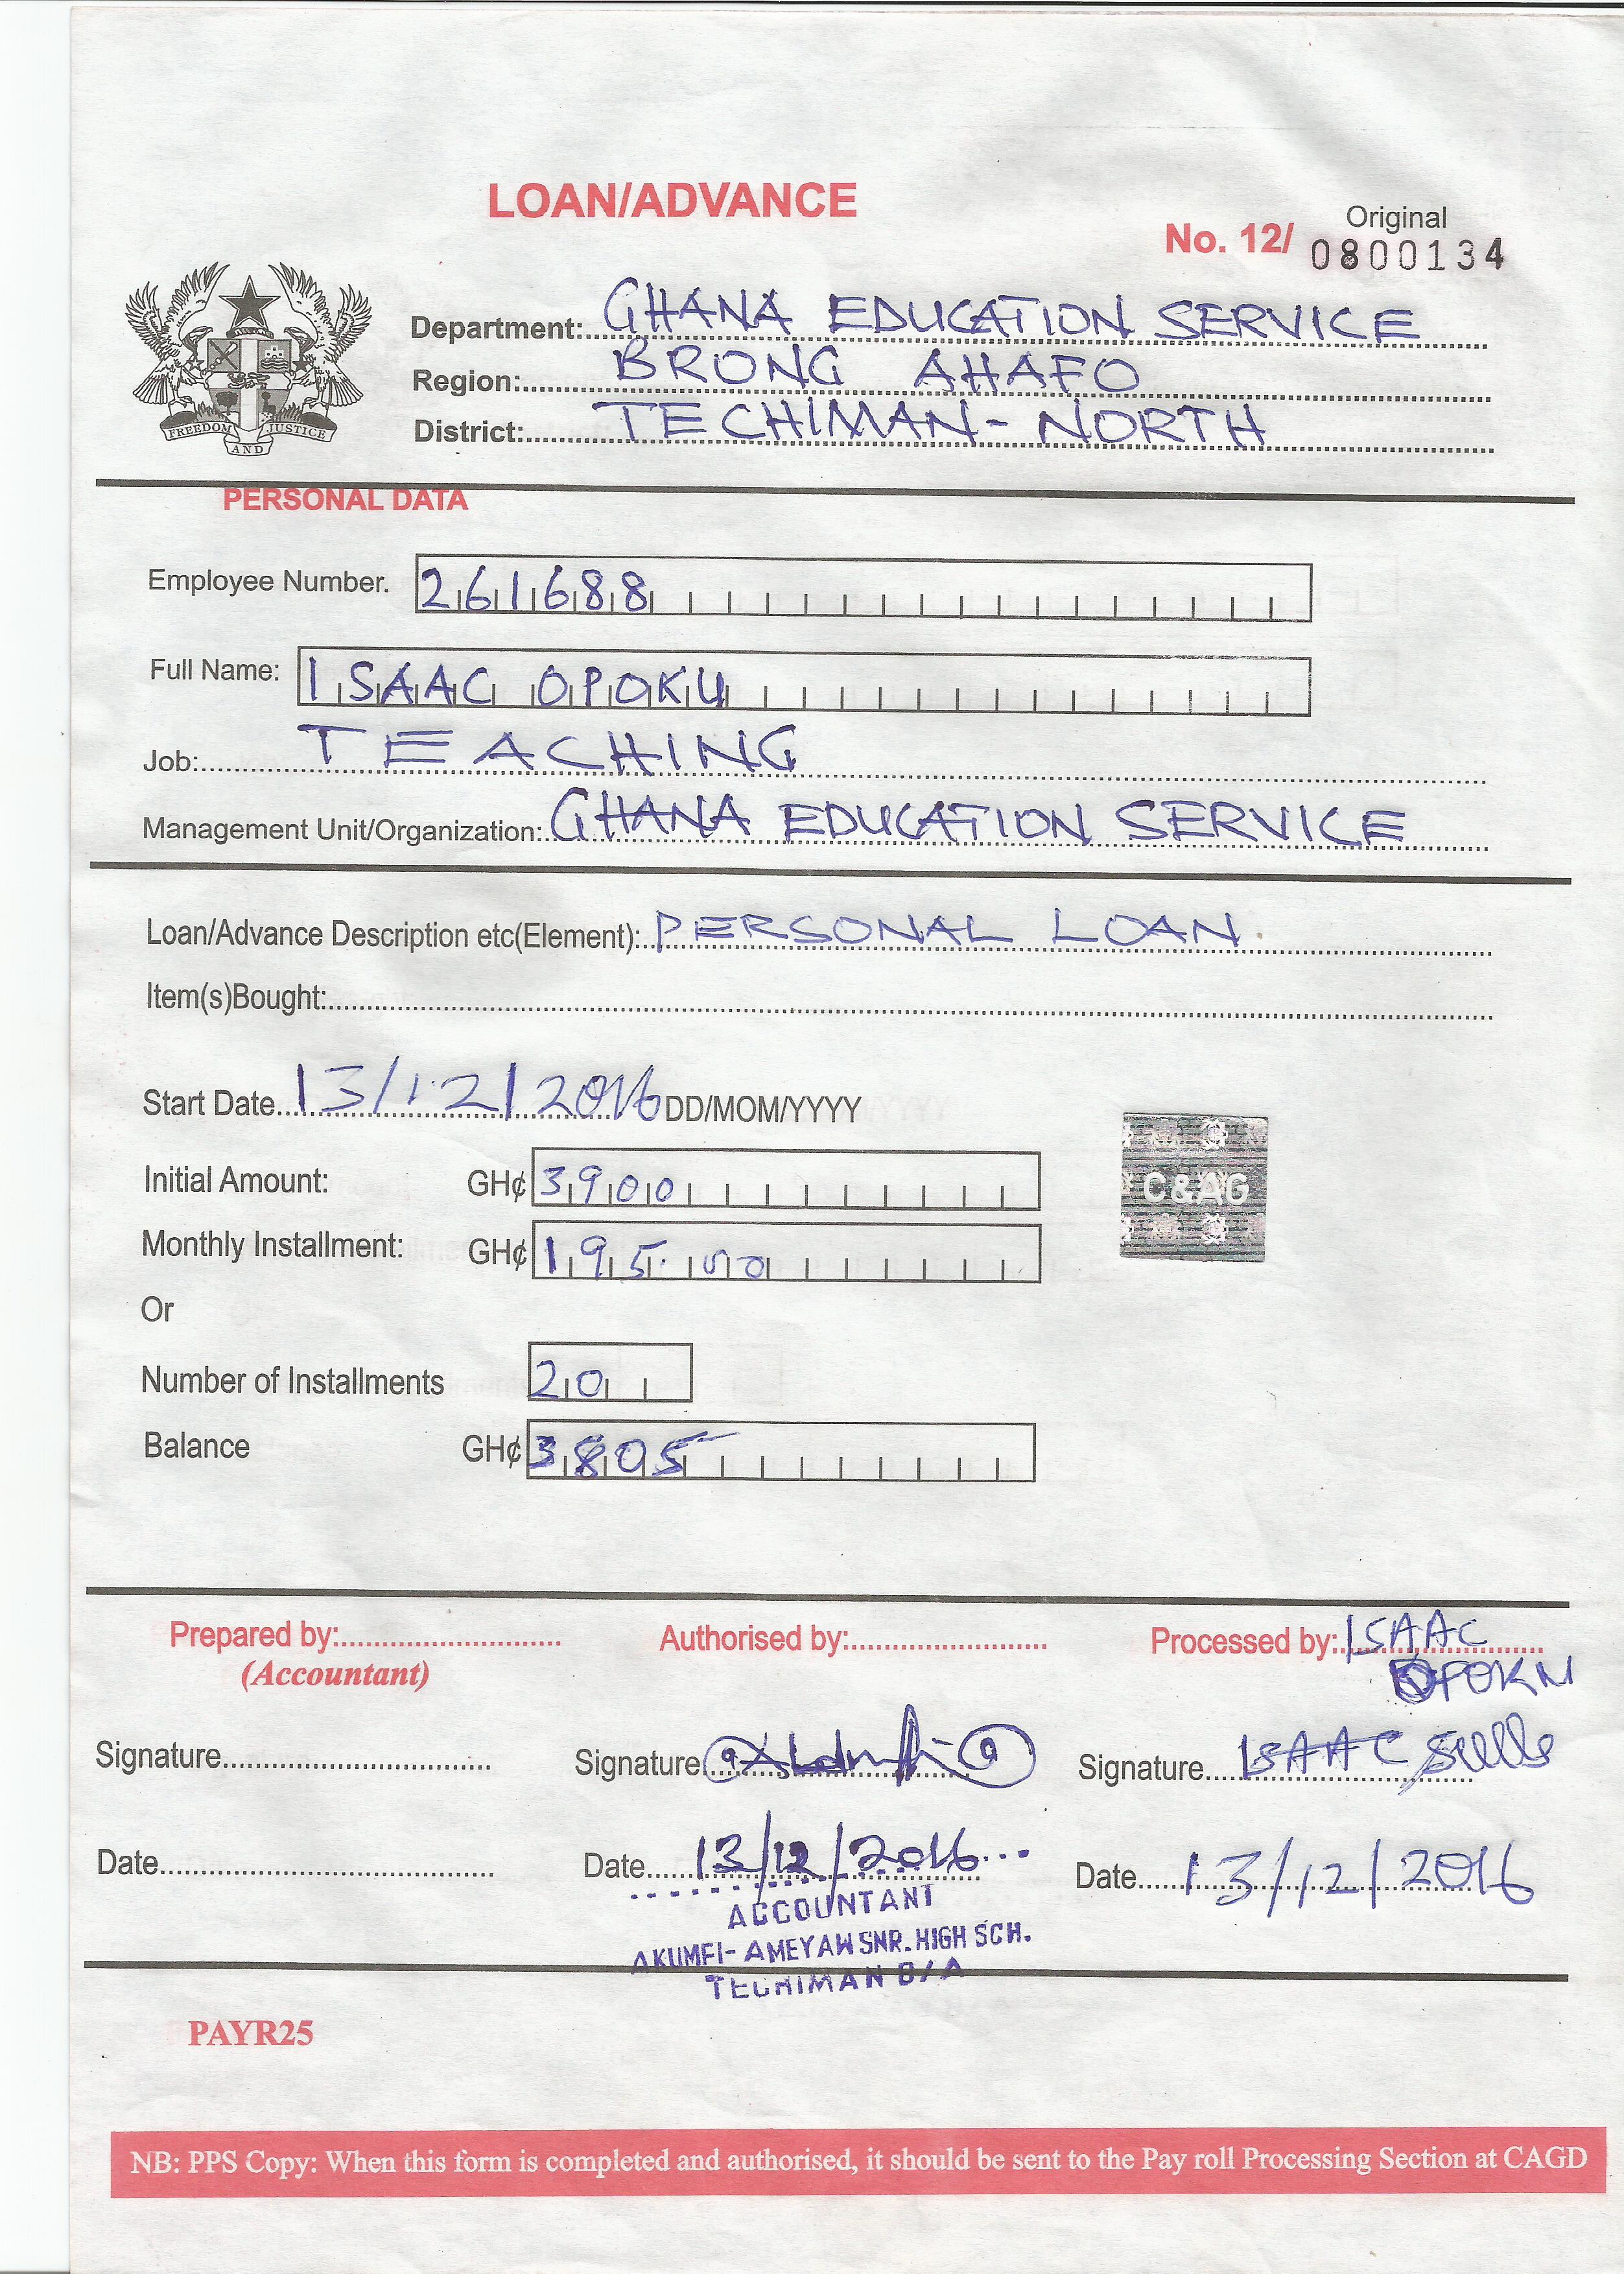 LOAN/ADVANCE
Original
No. 12/ 0800134
Department: GHANA EDUCATION SERVICE
Region: BRONG AHAFO
District: TECHIMAN-NORTH
FREEDOM AND JUSTICE
PERSONAL DATA
Employee Number. 261688
Full Name: ISAAC OPOKU
Job: TEACHING
Management Unit/Organization: GHANA EDUCATION SERVICE
Loan/Advance Description etc(Element): PERSONAL LOAN.
Item(s)Bought:
Start Date 13/12/2016 DD/MOM/YYYY
C&AG
Initial Amount: GH¢ 3900
Monthly Installment: GH¢ 195.
Or
Number of Installments 20
Balance GH¢ 3805
Prepared by: Authorised by: Processed by: ISAAC
(Accountant) OPOKU
Signature Signature Signature ISAAC
Date Date 13/12/2016 Date 13/12/2016
ACCOUNTANT
AKUMFI-AMEYAW SNR. HIGH SCH.
TECHIMAN B/A
PAYR25
NB: PPS Copy: When this form is completed and authorised, it should be sent to the Pay roll Processing Section at CAGD